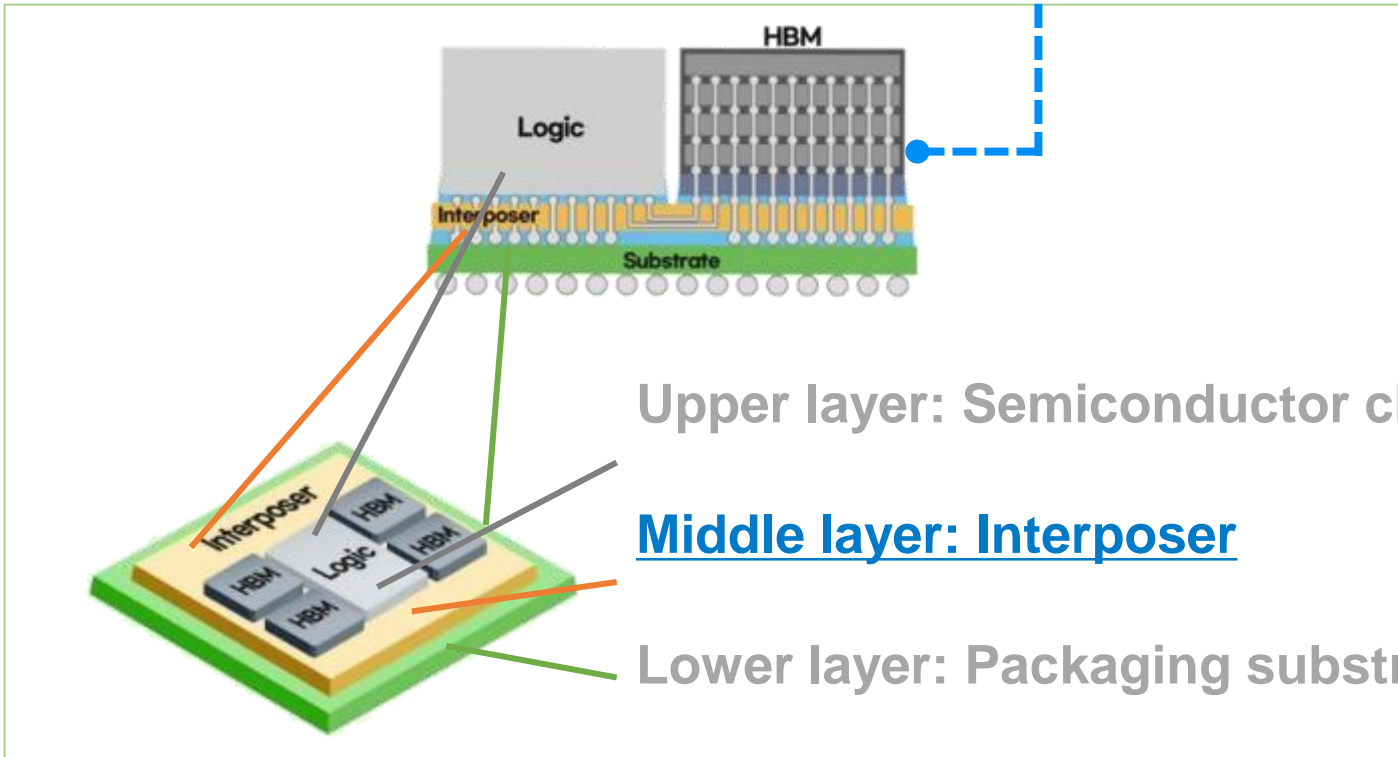 HBM
Logic
Interposer
Substrate
Upper layer: Semiconductor
Interposer
HBM
HBM
Logic
HBM
HBM
Middle layer: Interposer
Lower layer: Packaging